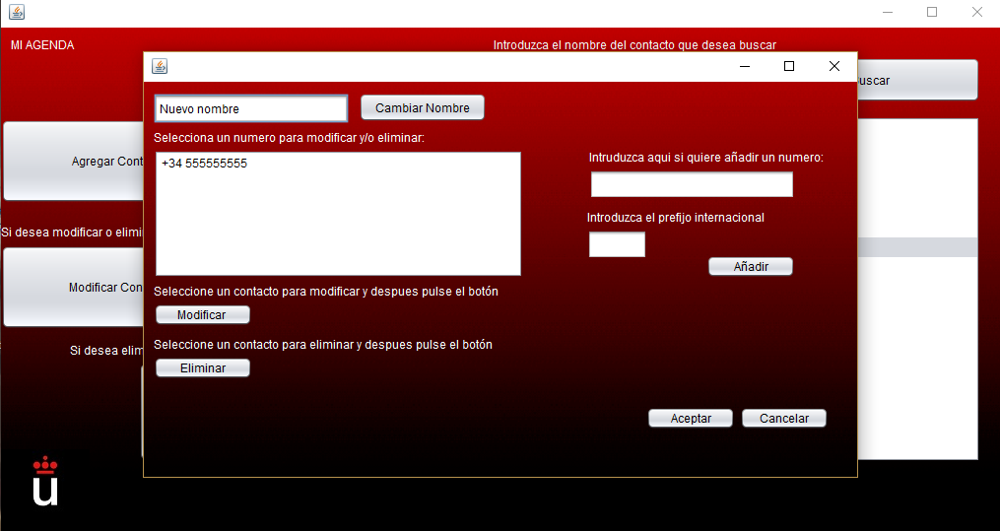 MI AGENDA
Introduzca el nombre del contacto que desea buscar
Nuevo nombre
Cambiar Nombre
Selecciona un numero para modificar y/o eliminar:
+34 555555555
Intruduzca aqui si quiere añadir un numero:
Introduzca el prefijo internacional
Añadir
Seleccione un contacto para modificar y despues pulse el botón
Modificar
Seleccione un contacto para eliminar y despues pulse el botón
Eliminar
Aceptar
Cancelar
uscar
Agregar Cont
Si desea modificar o elimi
Modificar Con
Si desea elim
u